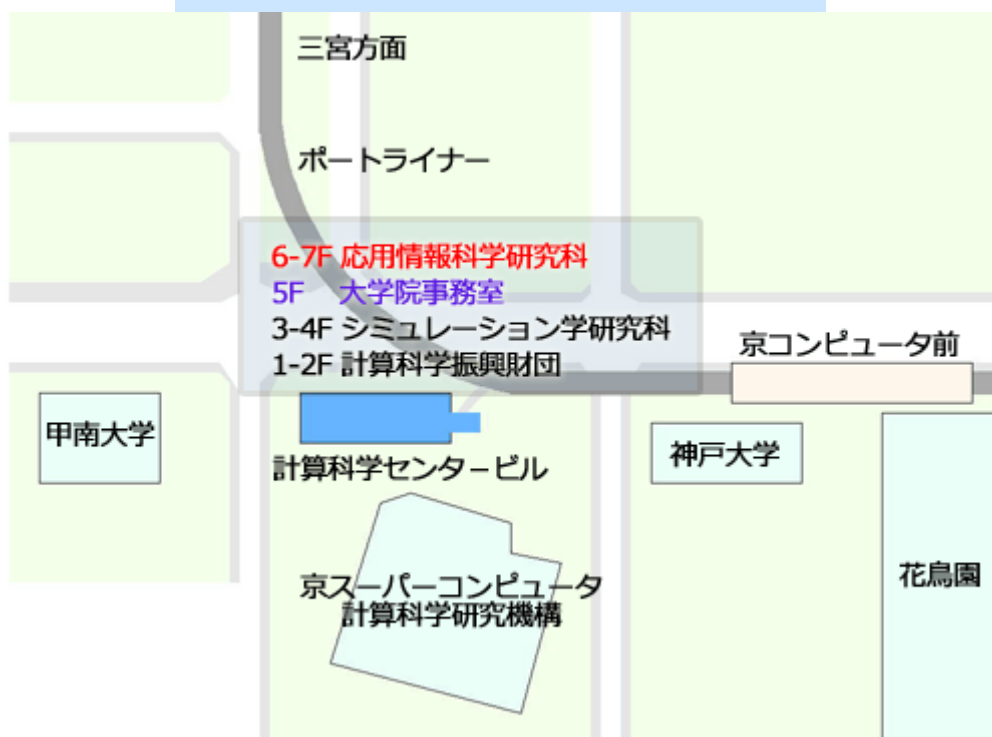 三宮方面
ポートライナー
6-7F 応用情報科学研究科
5F 大学院事務室
3-4F シミュレーション学研究科
1-2F 計算科学振興財団
京コンピュータ前
甲南大学
神戸大学
計算科学センタービル
花鳥園
京スーパーコンピュータ
計算科学研究機構